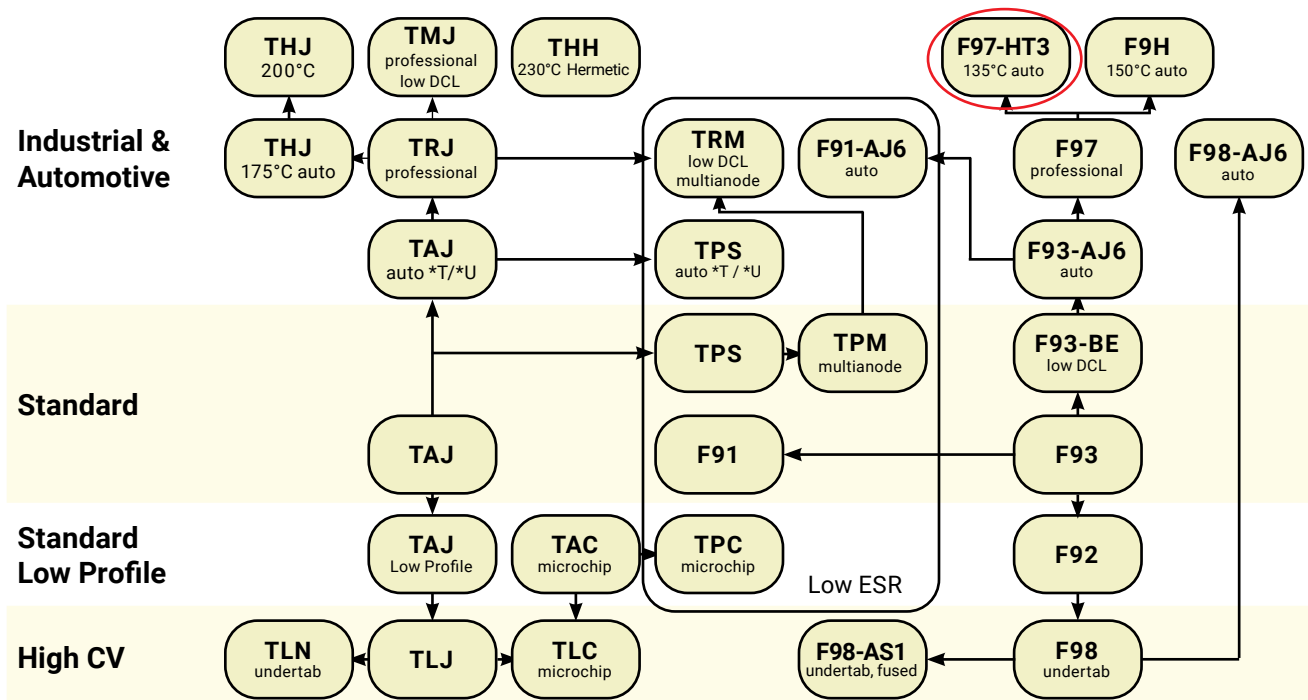 THJ
200°C
TMJ
professional
low DCL
THH
230°C Hermetic
F97-HT3
135°C auto
F9H
150°C auto
Industrial &
Automotive
THJ
175°C auto
TRJ
professional
TRM
low DCL
multianode
F91-AJ6
auto
F97
professional
F98-AJ6
auto
TAJ
auto *T/*U
TPS
auto *T / *U
F93-AJ6
auto
Standard
TPS
TPM
multianode
F93-BE
low DCL
TAJ
F91
F93
Standard
Low Profile
TAJ
Low Profile
TAC
microchip
TPC
microchip
Low ESR
F92
High CV
TLN
undertab
TLJ
TLC
microchip
F98-AS1
undertab, fused
F98
undertab